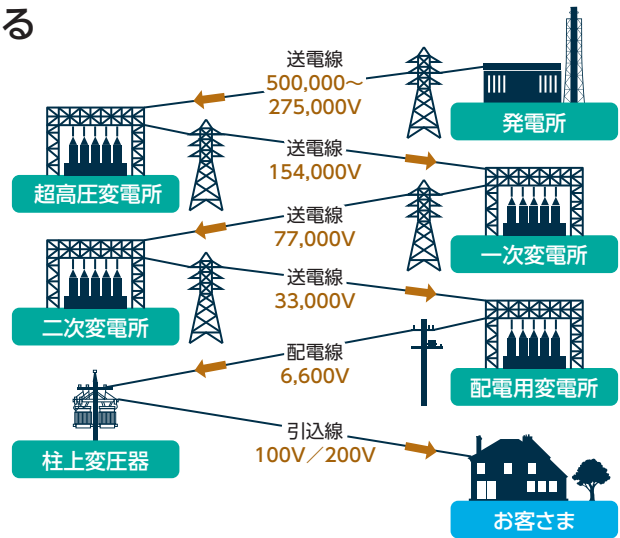 る
送電線
500,000〜
275,000V
発電所
超高圧変電所
送電線
154,000V
一次変電所
送電線
77,000V
二次変電所
送電線
33,000V
配電用変電所
配電線
6,600V
柱上変圧器
引込線
100V／200V
お客さま